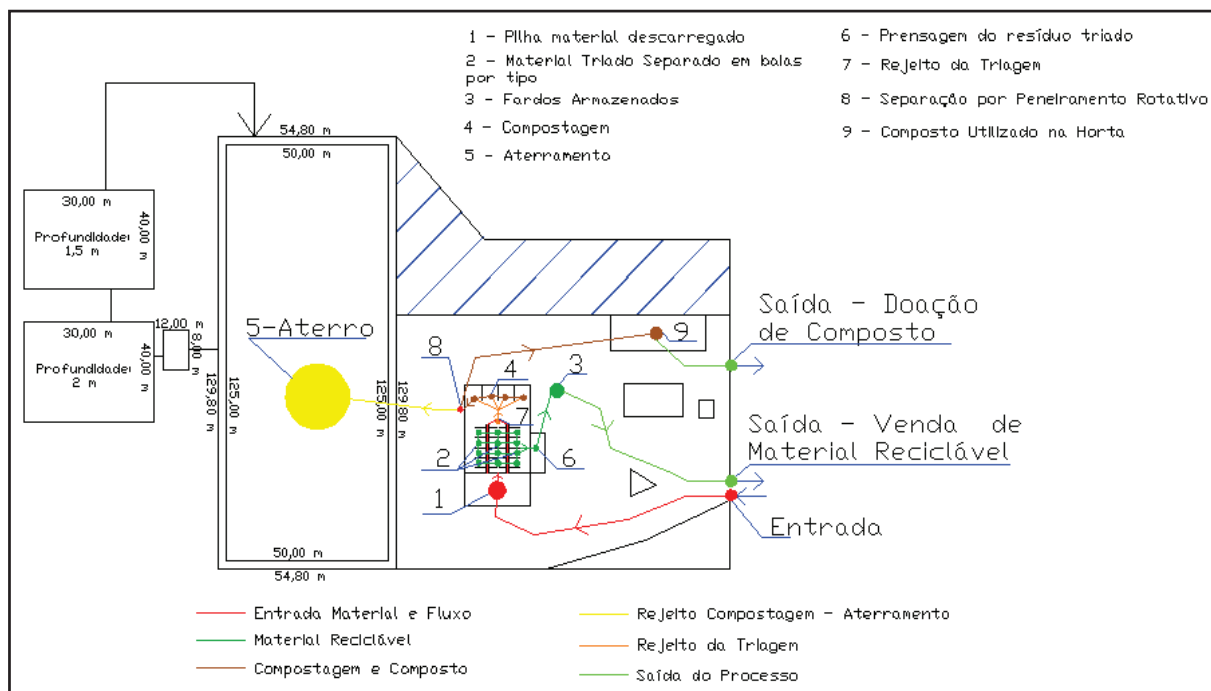 1 - Pilha material descarregado
2 - Material Triado Separado em balas
por tipo
3 - Fardos Armazenados
4 - Compostagem
5 - Aterramento
6 - Prensagem do resíduo triado
7 - Rejeito da Triagem
8 - Separação por Peneiramento Rotativo
9 - Composto Utilizado na Horta
54,80 m
50,00 m
30,00 m
40,00 m
Profundidade:
1,5 m
30,00 m
40,00 m
Profundidade:
2 m
12,00 m
8,00 m
129,80 m
125,00 m
5-Aterro
125,00 m
129,80 m
50,00 m
54,80 m
8
4
3
9
7
2
6
1
Saída - Doação
de Composto
Saída - Venda de
Material Reciclável
Entrada
Entrada Material e Fluxo
Material Reciclável
Compostagem e Composto
Rejeito Compostagem - Aterramento
Rejeito da Triagem
Saída do Processo